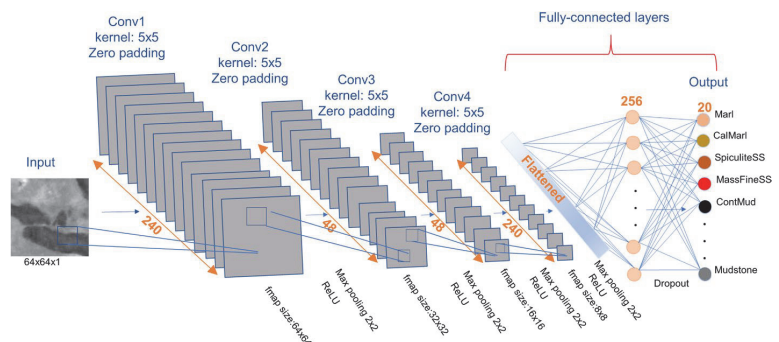 Conv1
kernel: 5x5
Zero padding
Conv2
kernel: 5x5
Zero padding
Conv3
kernel: 5x5
Zero padding
Conv4
kernel: 5x5
Zero padding
Fully-connected layers
Input
64x64x1
240
fmap size:64x64
ReLU
Max pooling 2x2
48
fmap size:32x32
ReLU
Max pooling 2x2
48
fmap size:16x16
ReLU
Max pooling 2x2
240
fmap size:8x8
ReLU
Max pooling 2x2
Flattened
256
Dropout
Output
20
Marl
CalMarl
SpiculiteSS
MassFineSS
ContMud
Mudstone